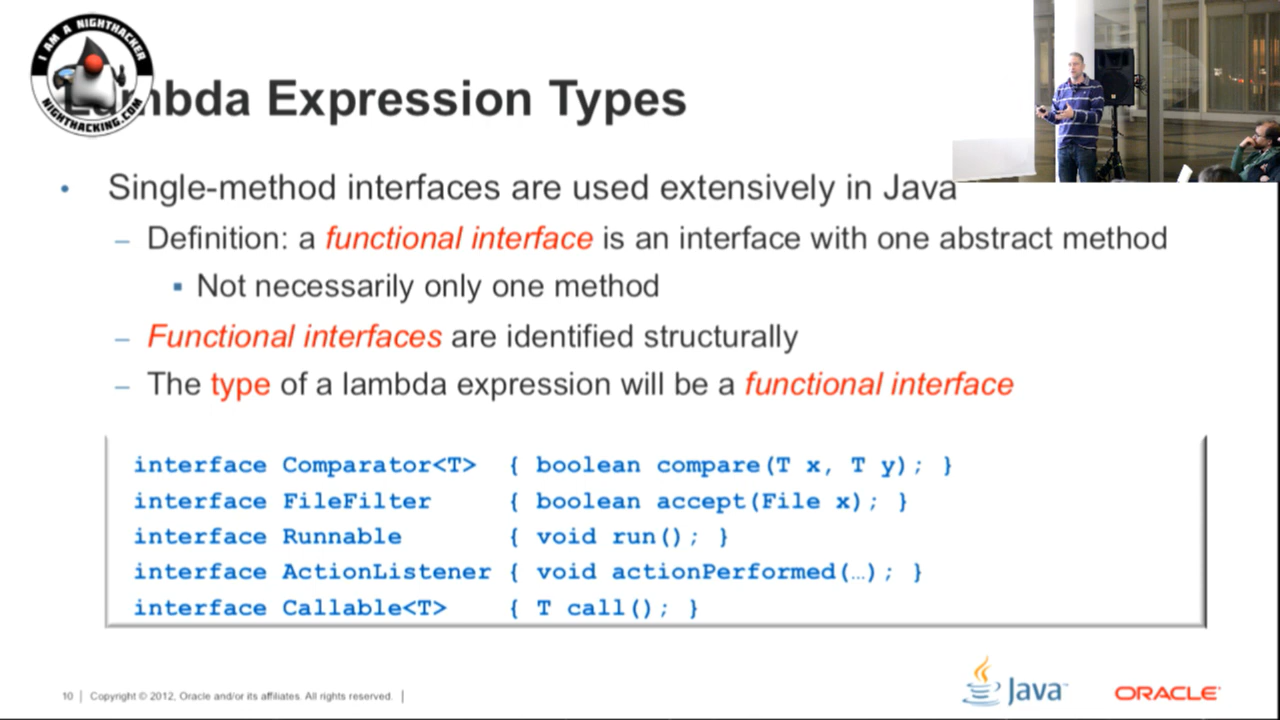 I AM A NIGHTHACKER
NIGHTHACKING.COM
Lambda Expression Types
• Single-method interfaces are used extensively in Java
– Definition: a functional interface is an interface with one abstract method
▪ Not necessarily only one method
– Functional interfaces are identified structurally
– The type of a lambda expression will be a functional interface
interface Comparator<T> { boolean compare(T x, T y); }
interface FileFilter { boolean accept(File x); }
interface Runnable { void run(); }
interface ActionListener { void actionPerformed(…); }
interface Callable<T> { T call(); }
10 | Copyright © 2012, Oracle and/or its affiliates. All rights reserved. |
Java™
ORACLE®